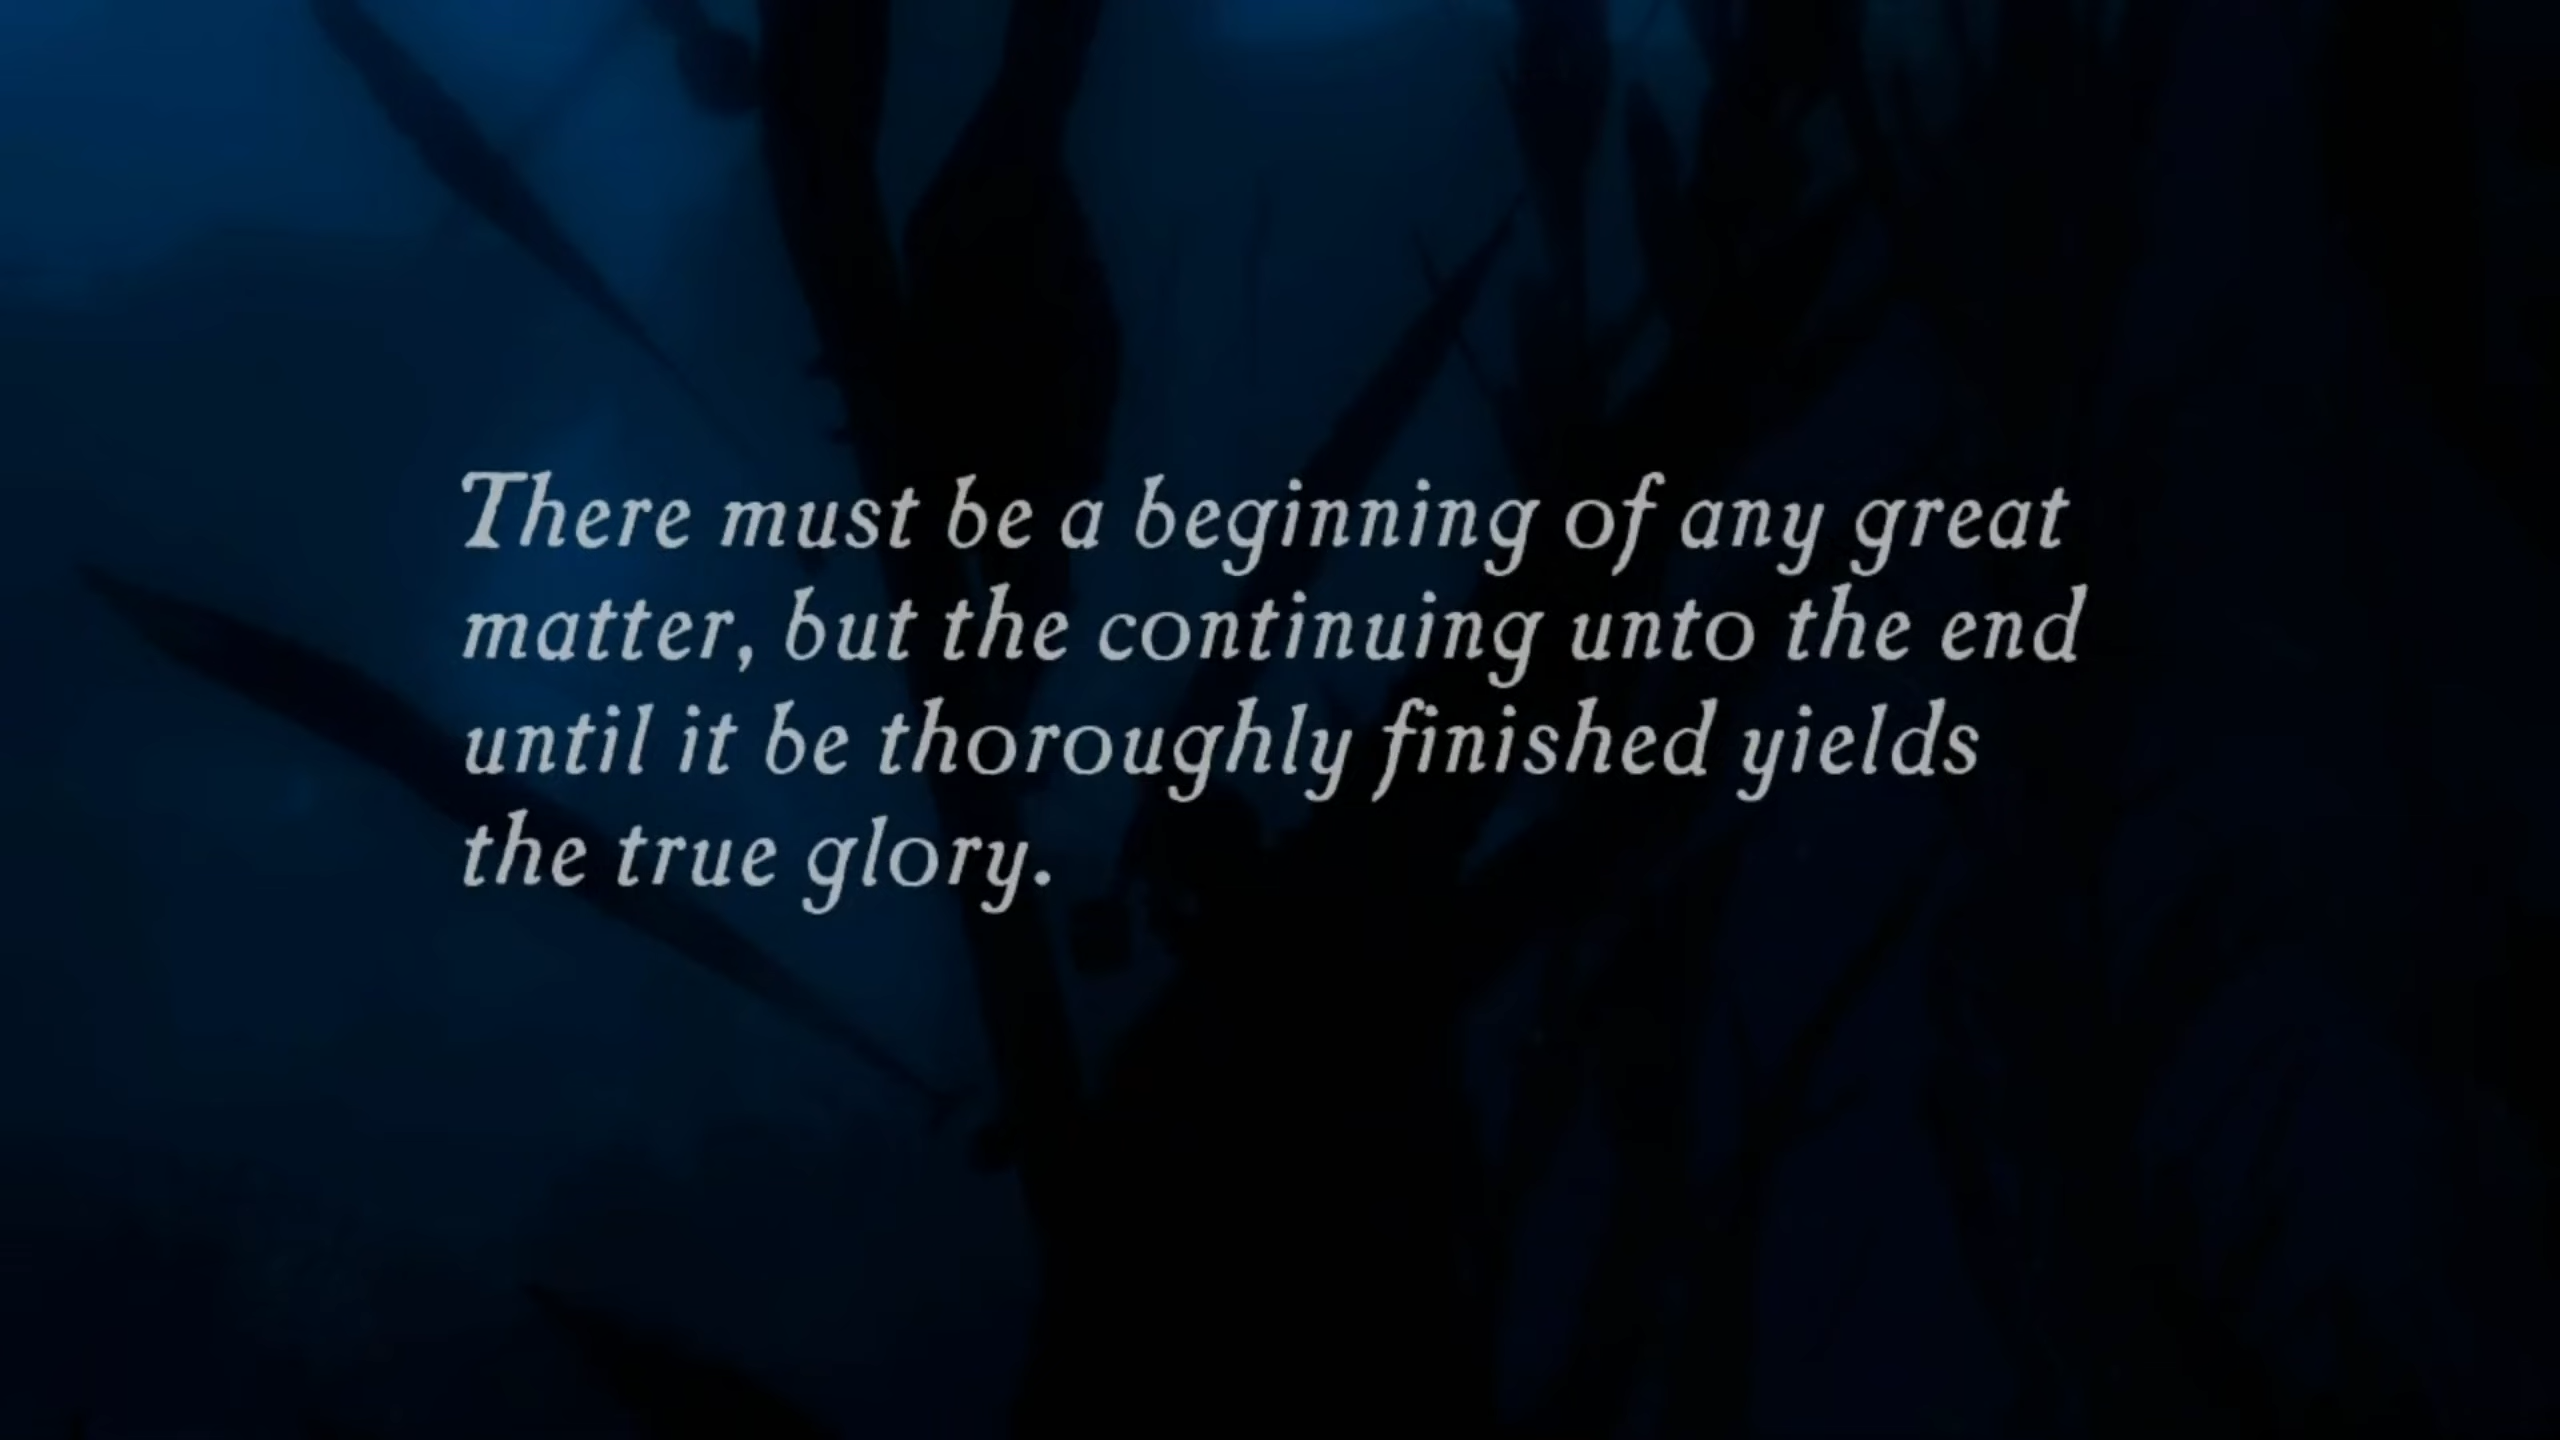 There must be a beginning of any great
matter, but the continuing unto the end
until it be thoroughly finished yields
the true glory.